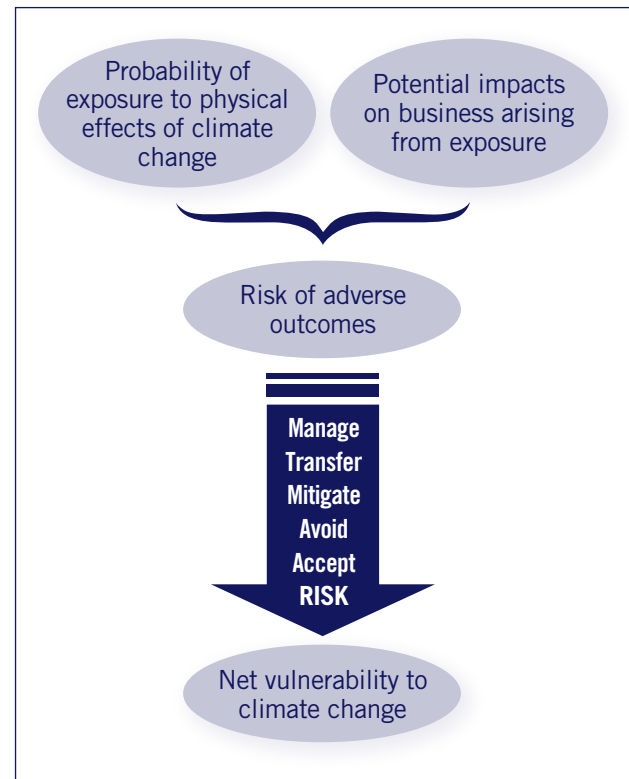 Probability of
exposure to physical
effects of climate
change
Potential impacts
on business arising
from exposure
Risk of adverse
outcomes
Manage
Transfer
Mitigate
Avoid
Accept
RISK
Net vulnerability to
climate change